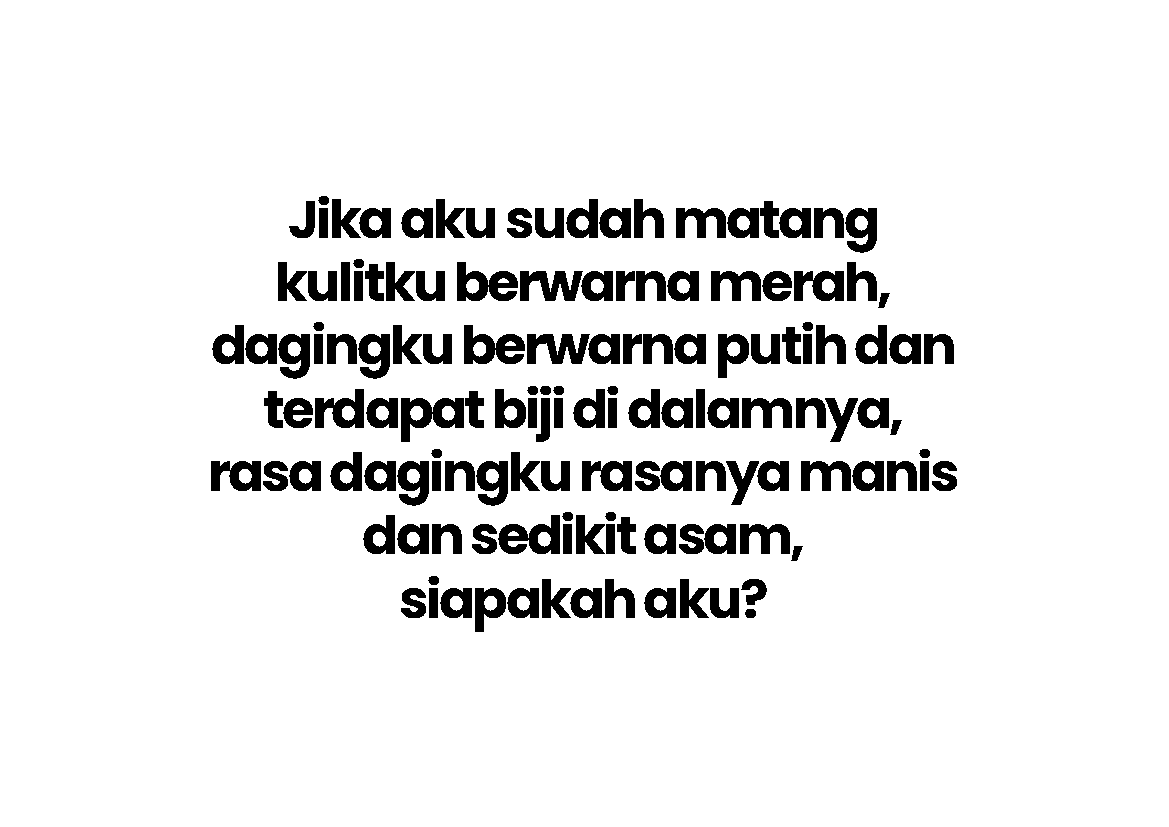 Jika aku sudah matang
kulitku berwarna merah,
dagingku berwarna putih dan
terdapat biji di dalamnya,
rasa dagingku rasanya manis
dan sedikit asam,
siapakah aku?